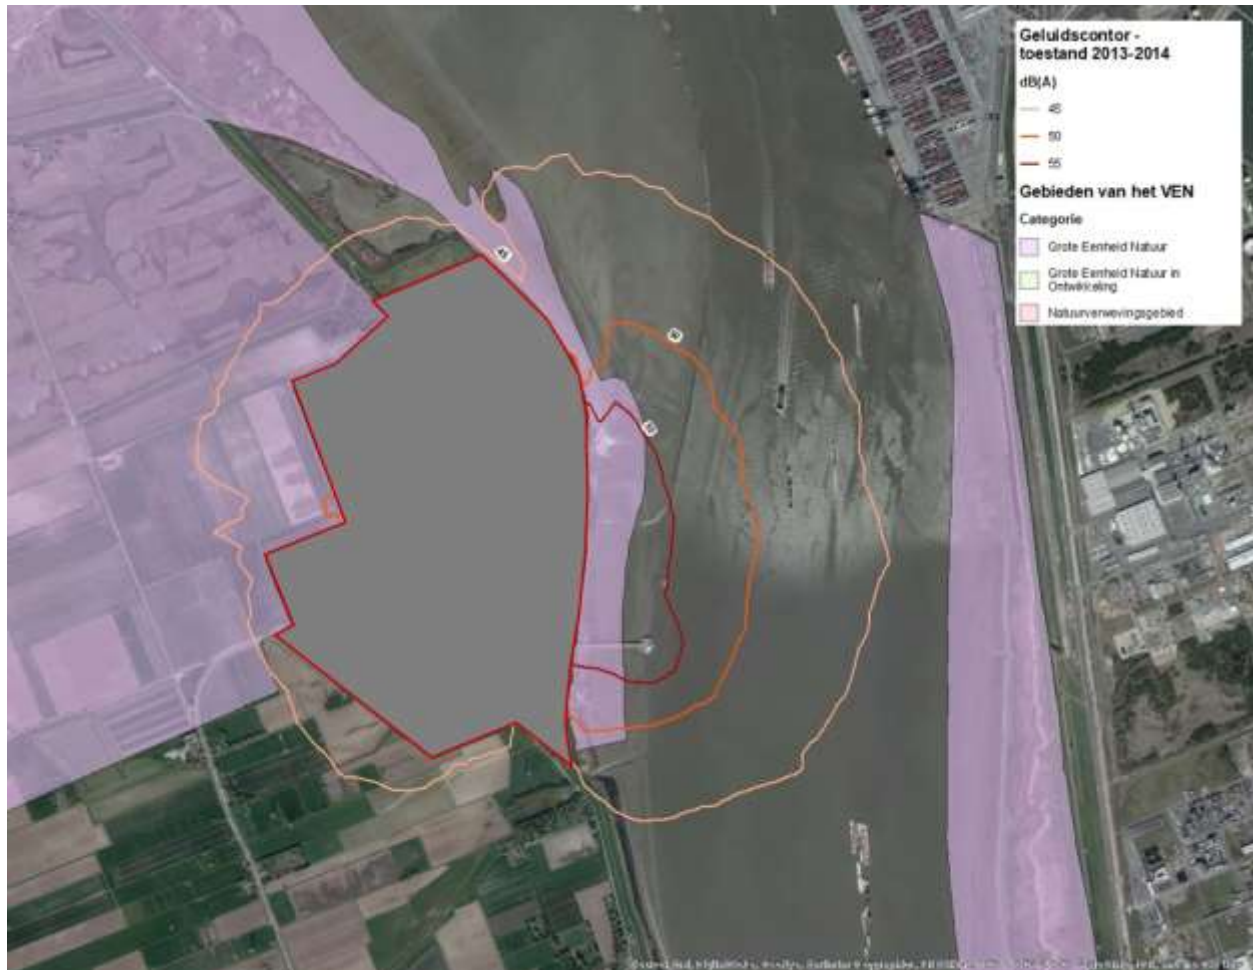 Geluidscontor -
toestand 2013-2014
dB(A)
45
50
55
Gebieden van het VEN
Categorie
Grote Eenheid Natuur
Grote Eenheid Natuur in
Ontwikkeling
Natuurverwevingsgebied
45